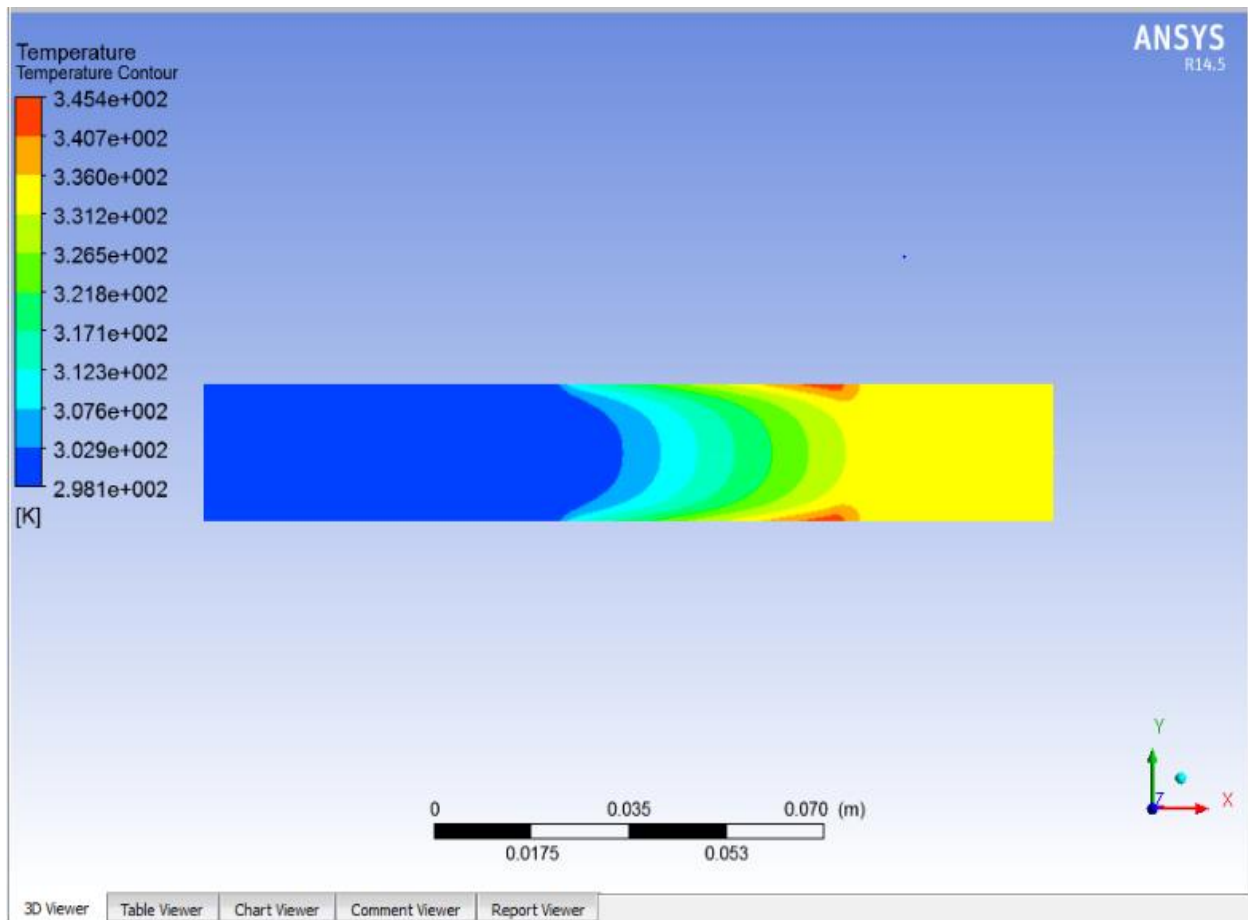 ANSYS
R14.5
Temperature
Temperature Contour
3.454e+002
3.407e+002
3.360e+002
3.312e+002
3.265e+002
3.218e+002
3.171e+002
3.123e+002
3.076e+002
3.029e+002
2.981e+002
[K]
Y
Z
X
0 0.035 0.070 (m)
0.0175 0.053
3D Viewer Table Viewer Chart Viewer Comment Viewer Report Viewer